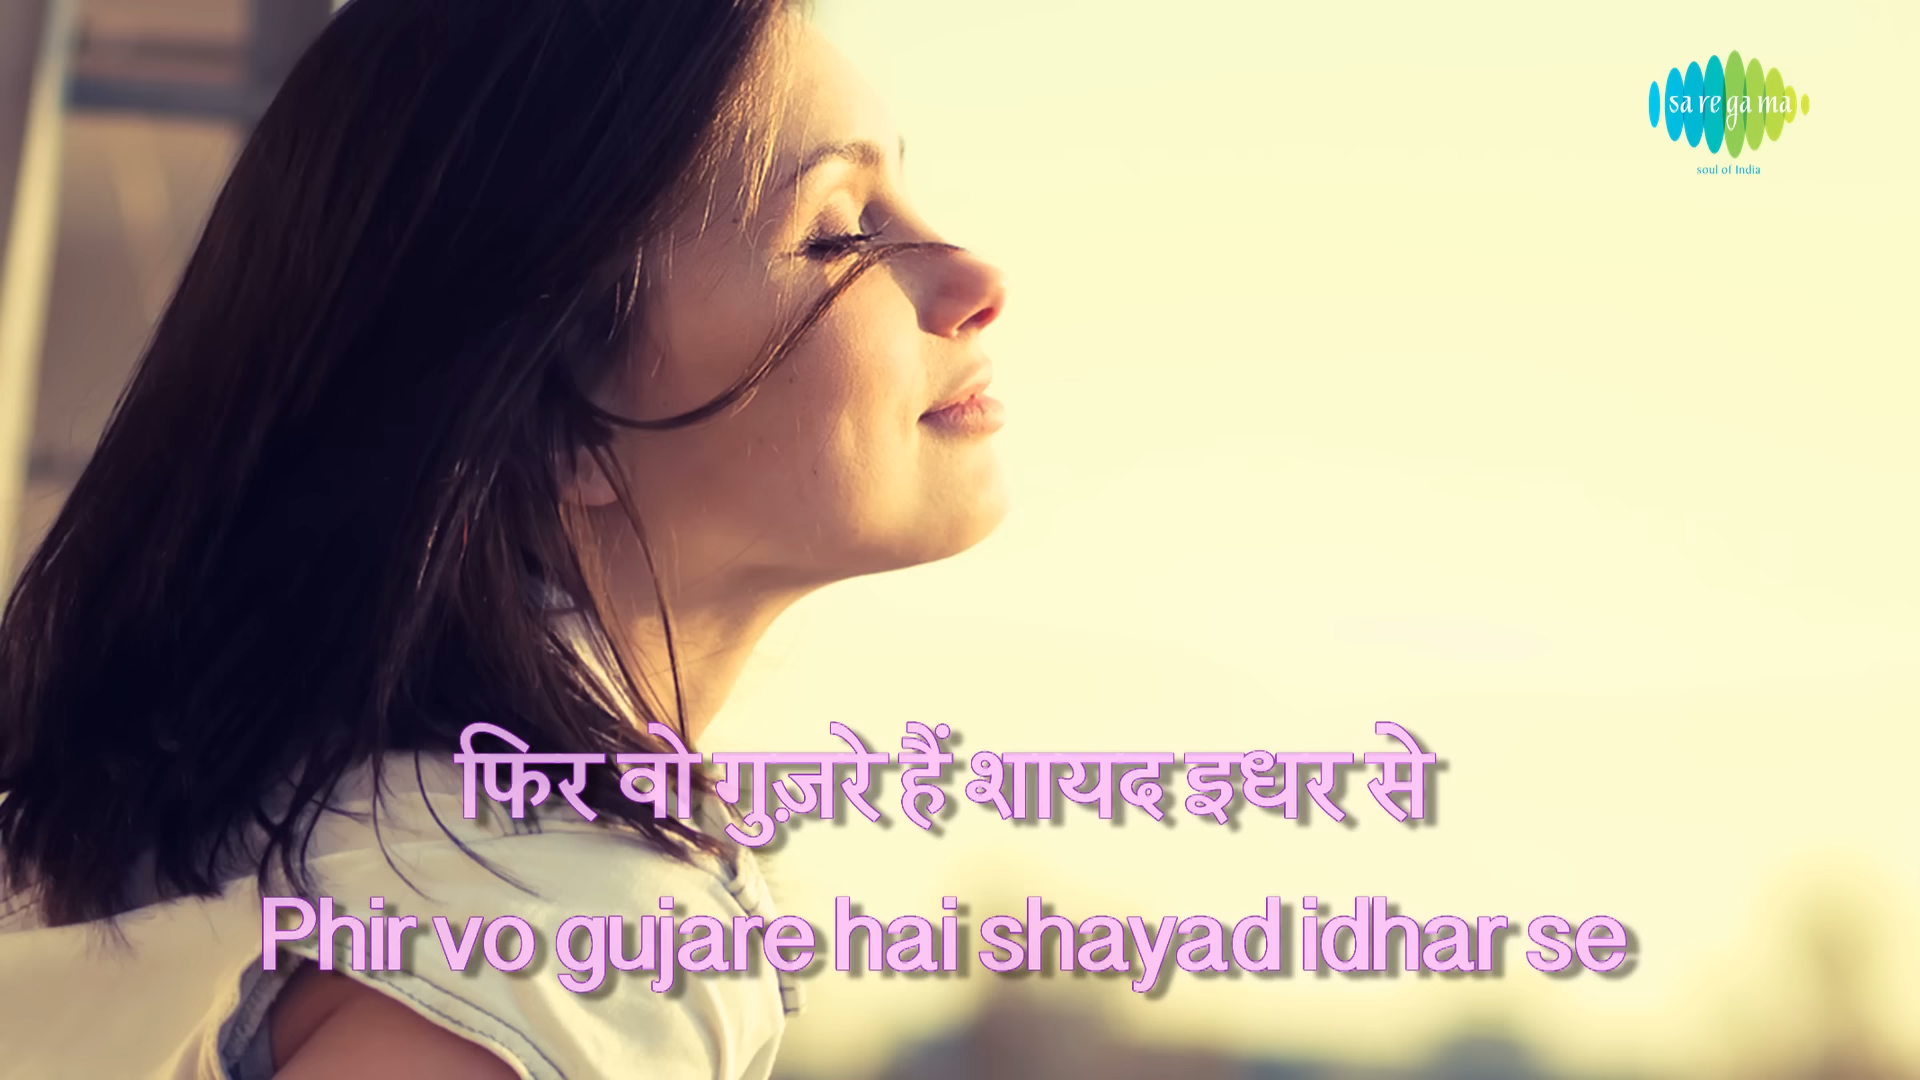 sa re ga ma
soul of India
फिर वो गुज़रे हैं शायद इधर से
Phir vo gujare hai shayad idhar se